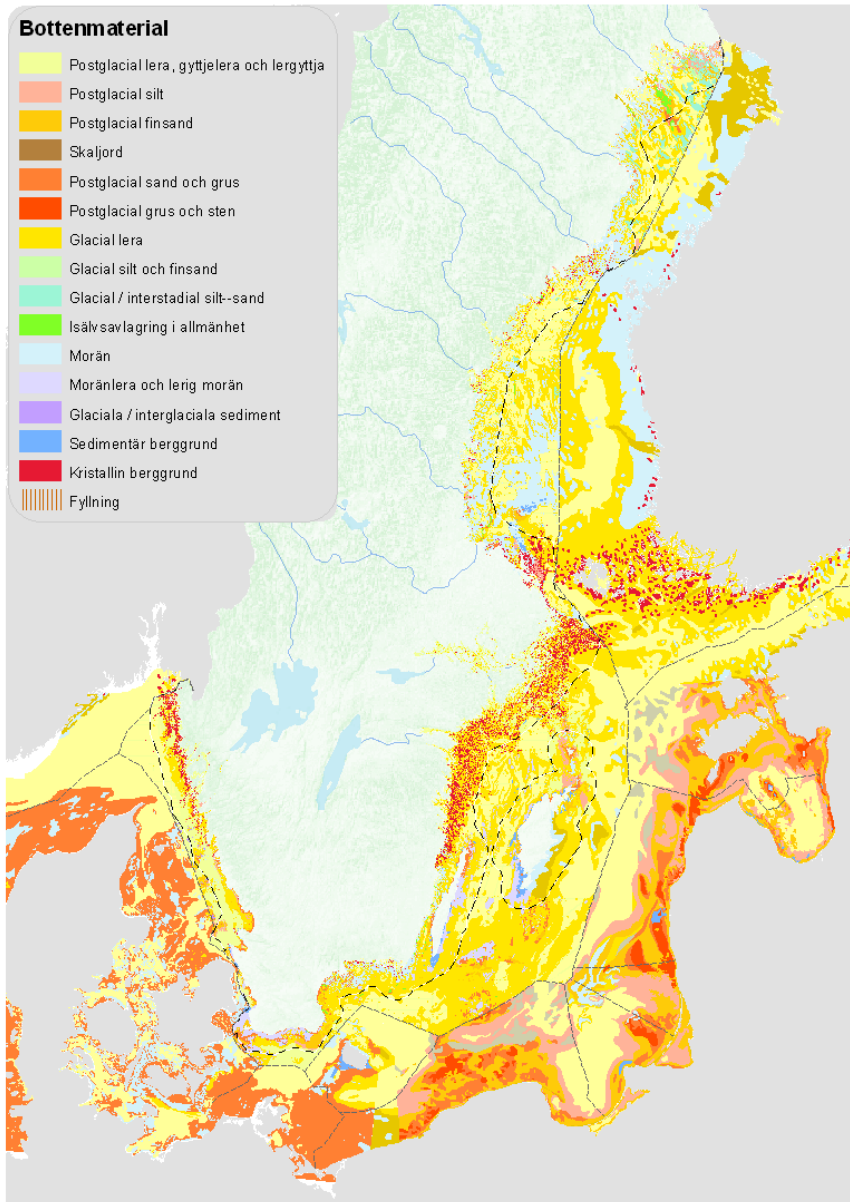 Bottenmaterial
Postglacial lera, gyttjelera och lergyttja
Postglacial silt
Postglacial finsand
Skaljord
Postglacial sand och grus
Postglacial grus och sten
Glacial lera
Glacial silt och finsand
Glacial / interstadial silt--sand
Isälvsavlagring i allmänhet
Morän
Moränlera och lerig morän
Glaciala / interglaciala sediment
Sedimentär berggrund
Kristallin berggrund
Fyllning